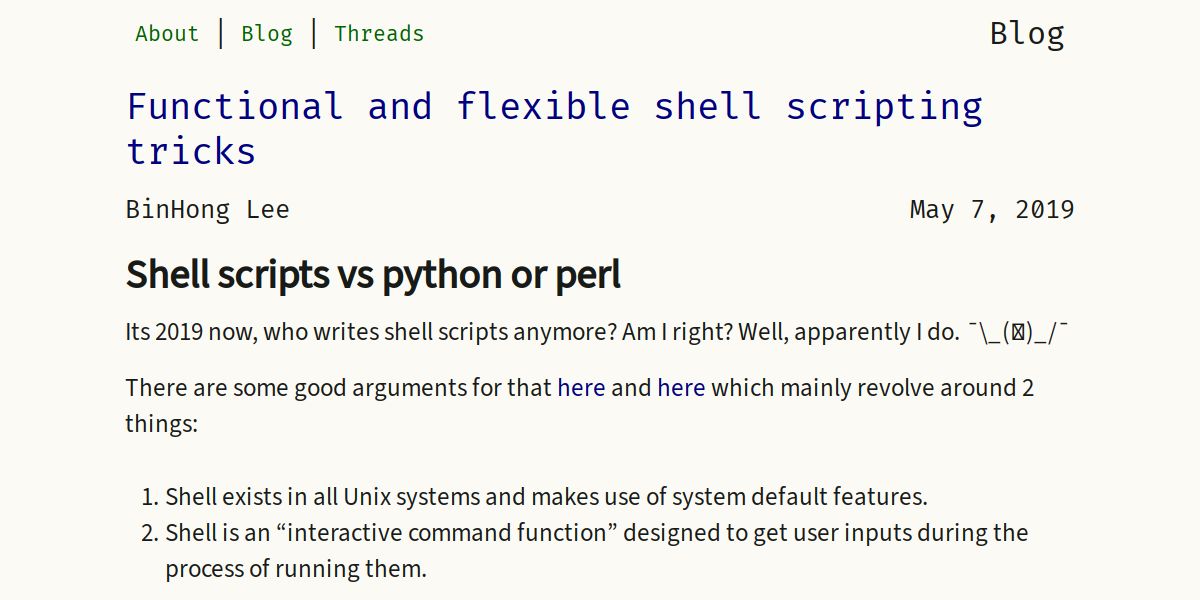 About | Blog | Threads
Blog
Functional and flexible shell scripting
tricks
BinHong Lee
May 7, 2019
Shell scripts vs python or perl
Its 2019 now, who writes shell scripts anymore? Am I right? Well, apparently I do. ¯\_( )_/¯
There are some good arguments for that here and here which mainly revolve around 2
things:
1. Shell exists in all Unix systems and makes use of system default features.
2. Shell is an “interactive command function” designed to get user inputs during the
process of running them.